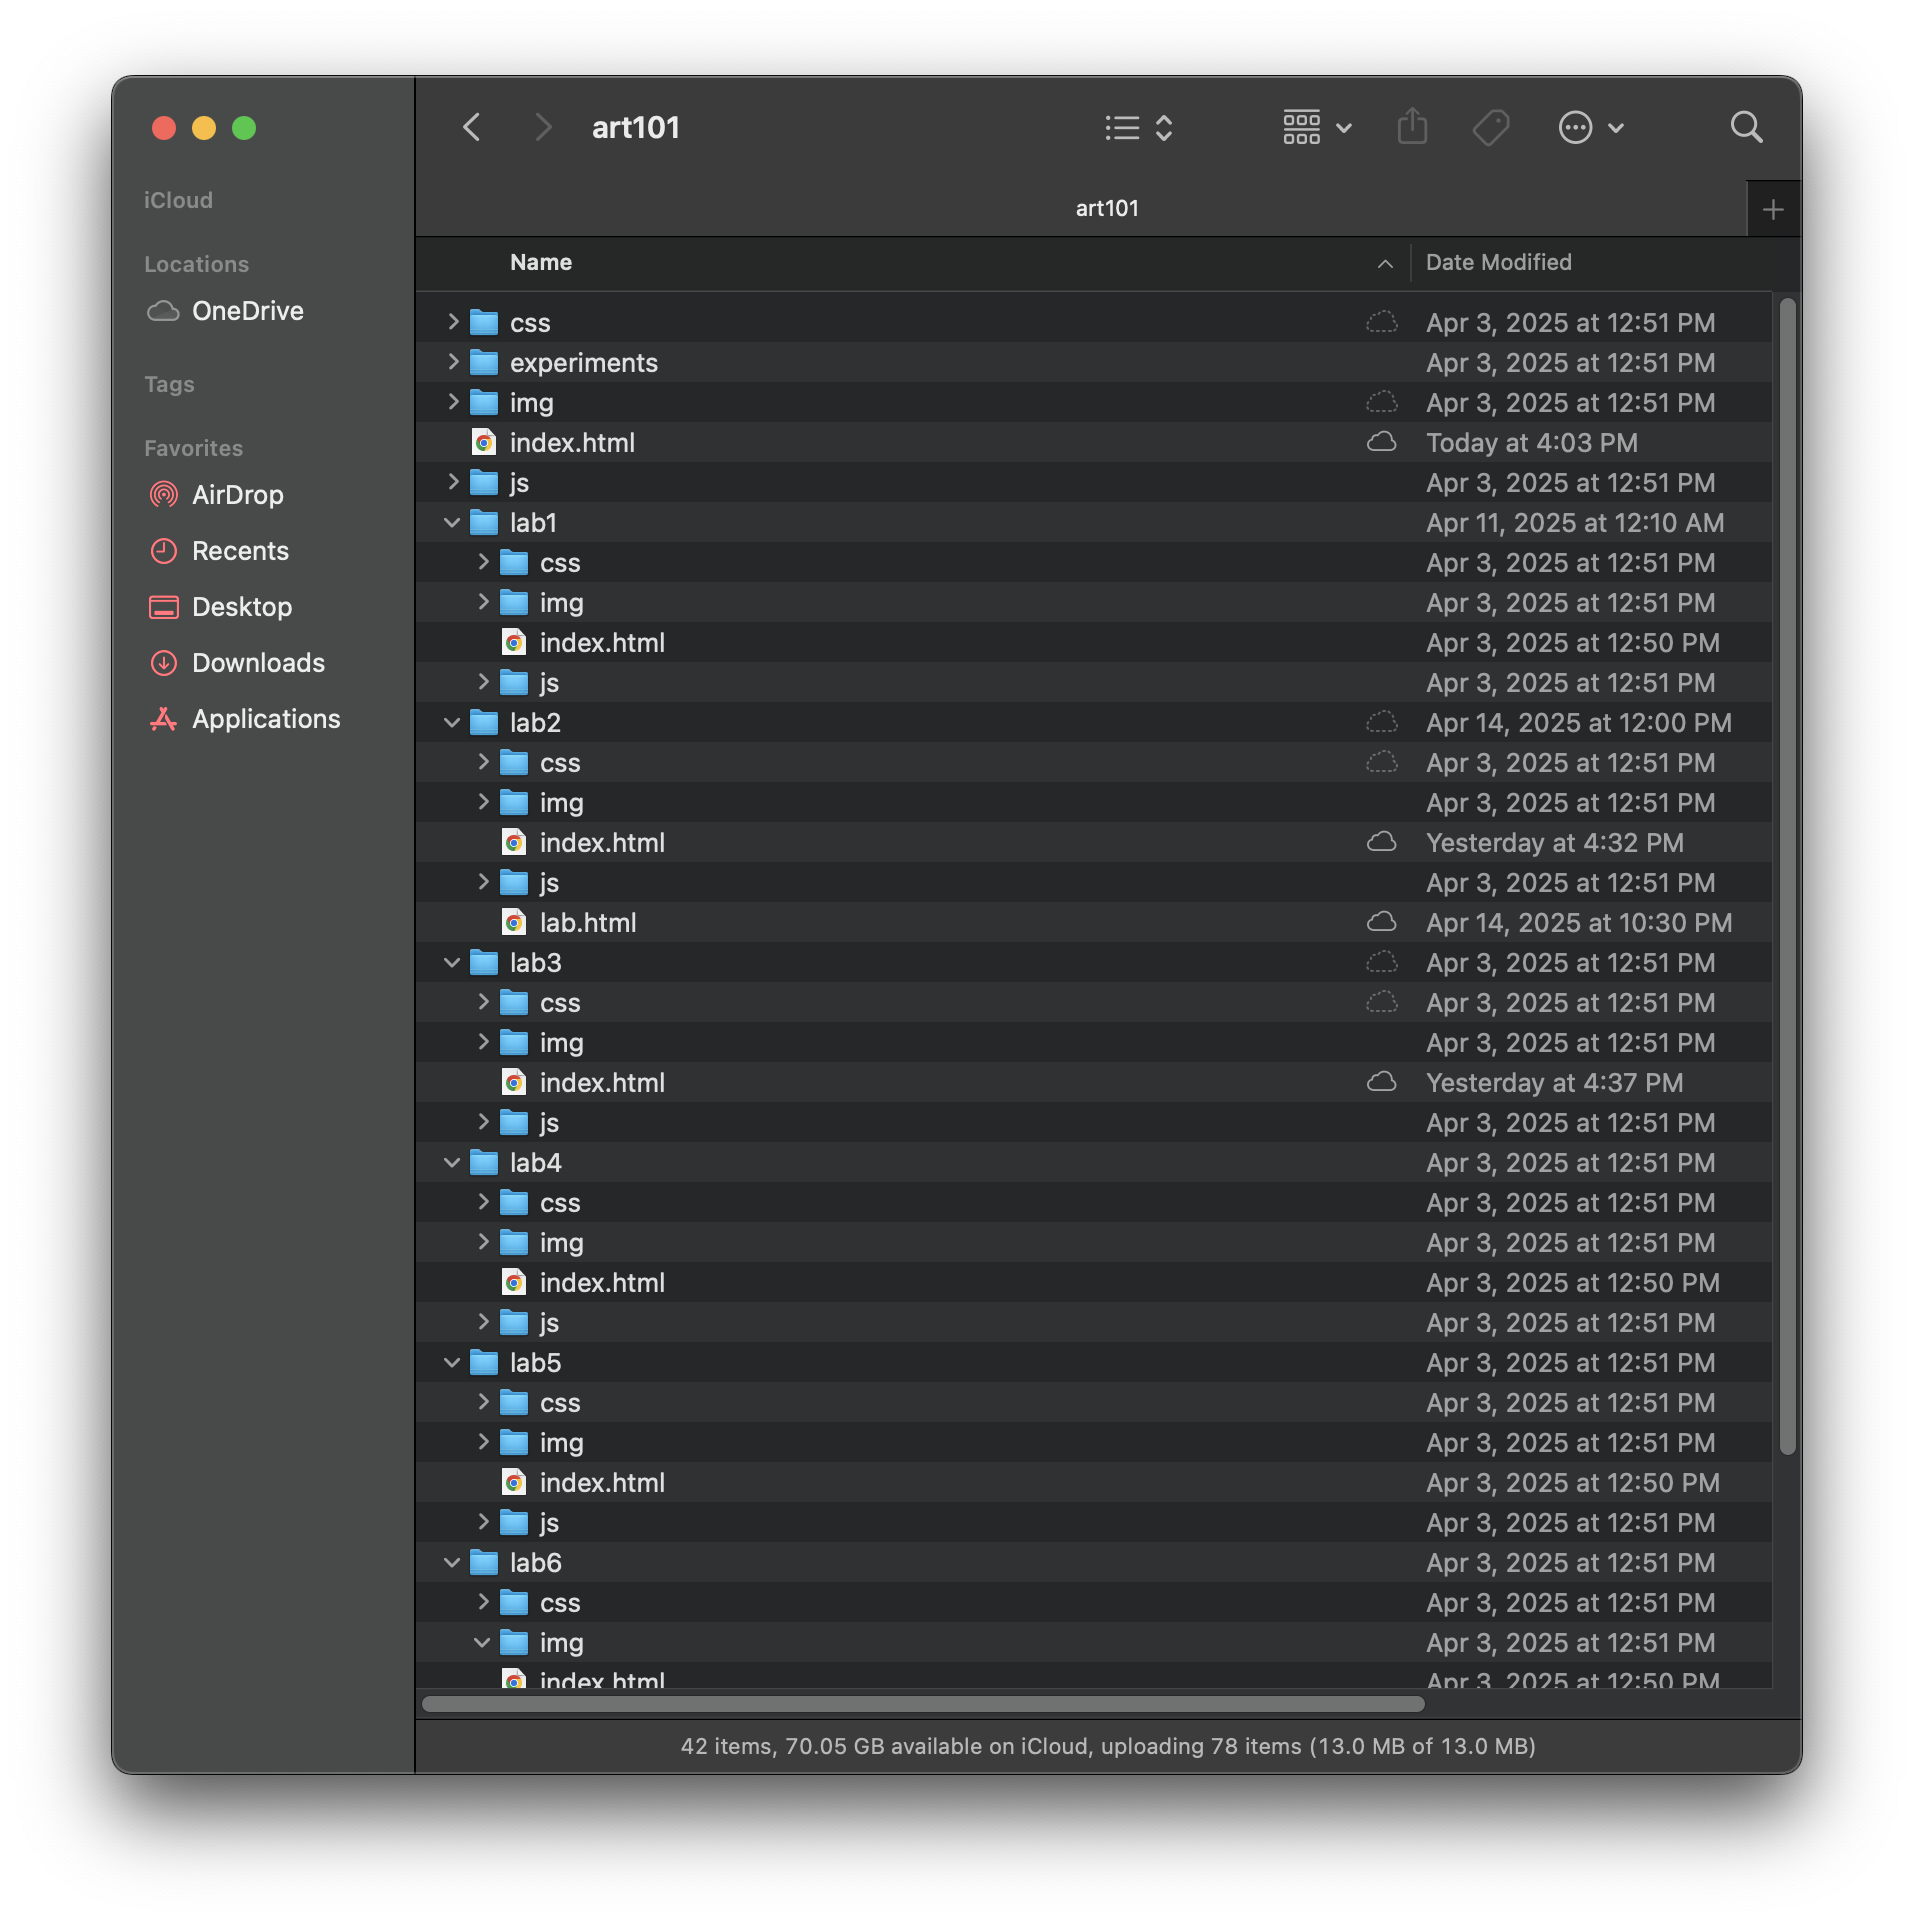 art101
iCloud
Locations
OneDrive
Tags
Favorites
AirDrop
Recents
Desktop
Downloads
Applications
art101
Name Date Modified
css Apr 3, 2025 at 12:51 PM
experiments Apr 3, 2025 at 12:51 PM
img Apr 3, 2025 at 12:51 PM
index.html Today at 4:03 PM
js Apr 3, 2025 at 12:51 PM
lab1 Apr 11, 2025 at 12:10 AM
css Apr 3, 2025 at 12:51 PM
img Apr 3, 2025 at 12:51 PM
index.html Apr 3, 2025 at 12:50 PM
js Apr 3, 2025 at 12:51 PM
lab2 Apr 14, 2025 at 12:00 PM
css Apr 3, 2025 at 12:51 PM
img Apr 3, 2025 at 12:51 PM
index.html Yesterday at 4:32 PM
js Apr 3, 2025 at 12:51 PM
lab.html Apr 14, 2025 at 10:30 PM
lab3 Apr 3, 2025 at 12:51 PM
css Apr 3, 2025 at 12:51 PM
img Apr 3, 2025 at 12:51 PM
index.html Yesterday at 4:37 PM
js Apr 3, 2025 at 12:51 PM
lab4 Apr 3, 2025 at 12:51 PM
css Apr 3, 2025 at 12:51 PM
img Apr 3, 2025 at 12:51 PM
index.html Apr 3, 2025 at 12:50 PM
js Apr 3, 2025 at 12:51 PM
lab5 Apr 3, 2025 at 12:51 PM
css Apr 3, 2025 at 12:51 PM
img Apr 3, 2025 at 12:51 PM
index.html Apr 3, 2025 at 12:50 PM
js Apr 3, 2025 at 12:51 PM
lab6 Apr 3, 2025 at 12:51 PM
css Apr 3, 2025 at 12:51 PM
img Apr 3, 2025 at 12:51 PM
index.html Apr 3, 2025 at 12:50 PM
42 items, 70.05 GB available on iCloud, uploading 78 items (13.0 MB of 13.0 MB)